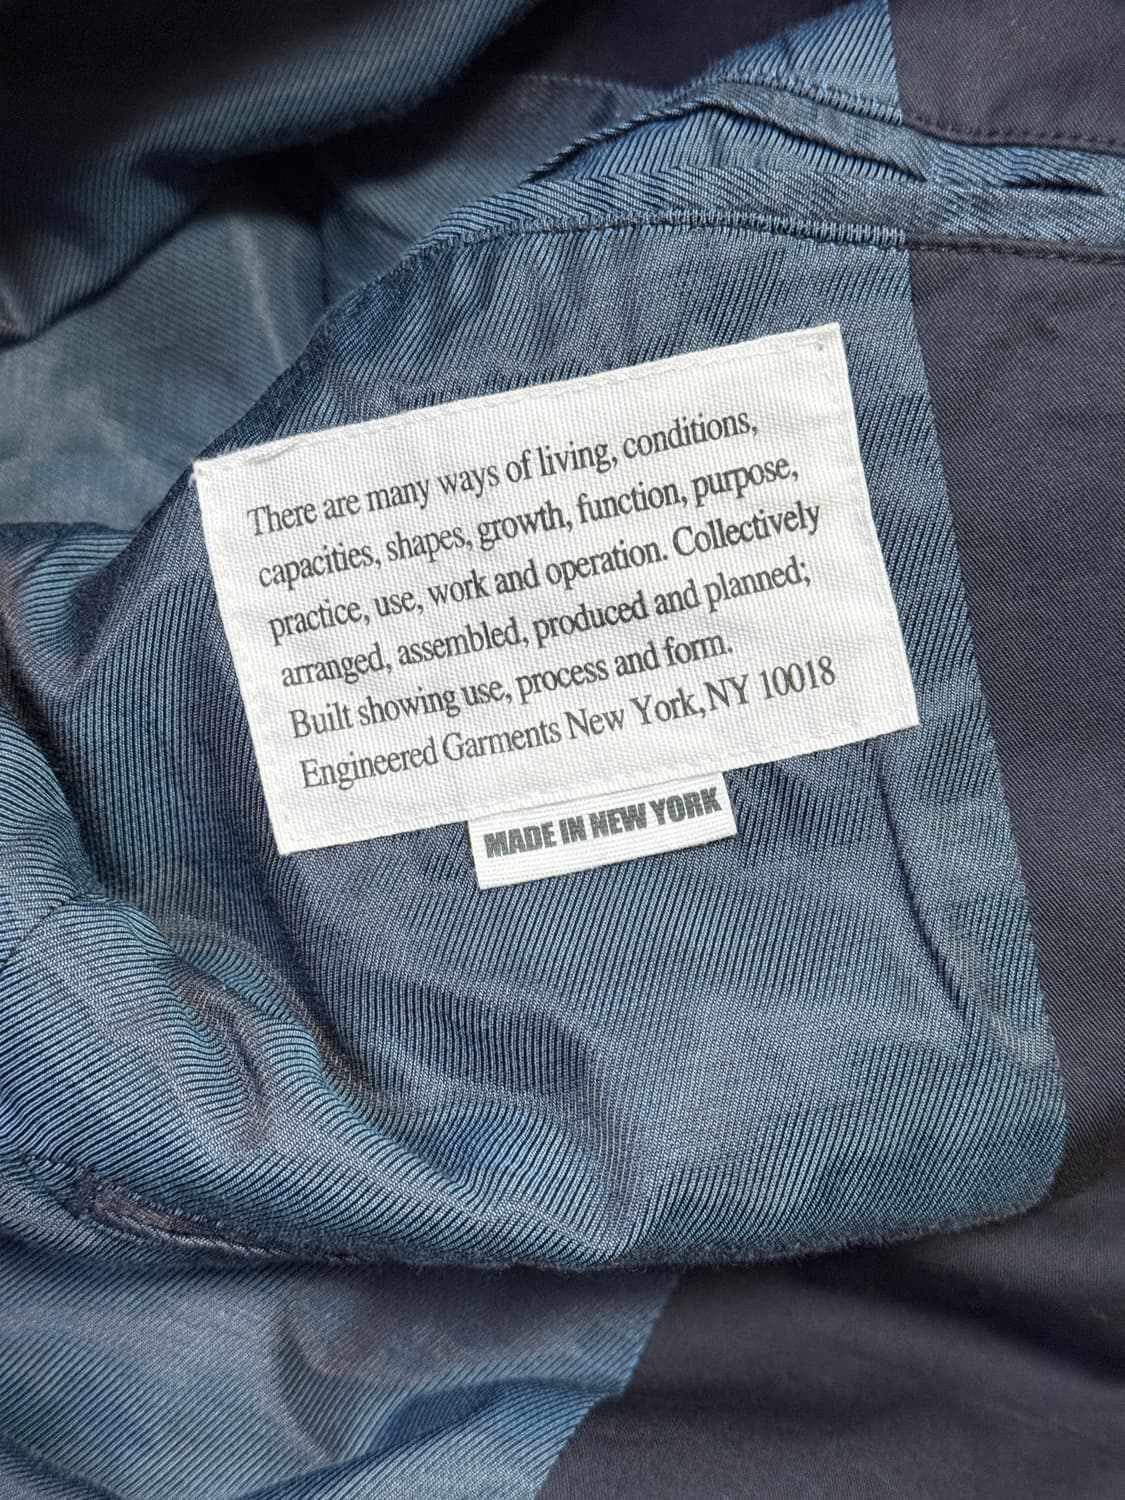 There are many ways of living, conditions,
capacities, shapes, growth, function, purpose,
practice, use, work and operation. Collectively
arranged, assembled, produced and planned;
Built showing use, process and form.
Engineered Garments New York, NY 10018
MADE IN NEW YORK